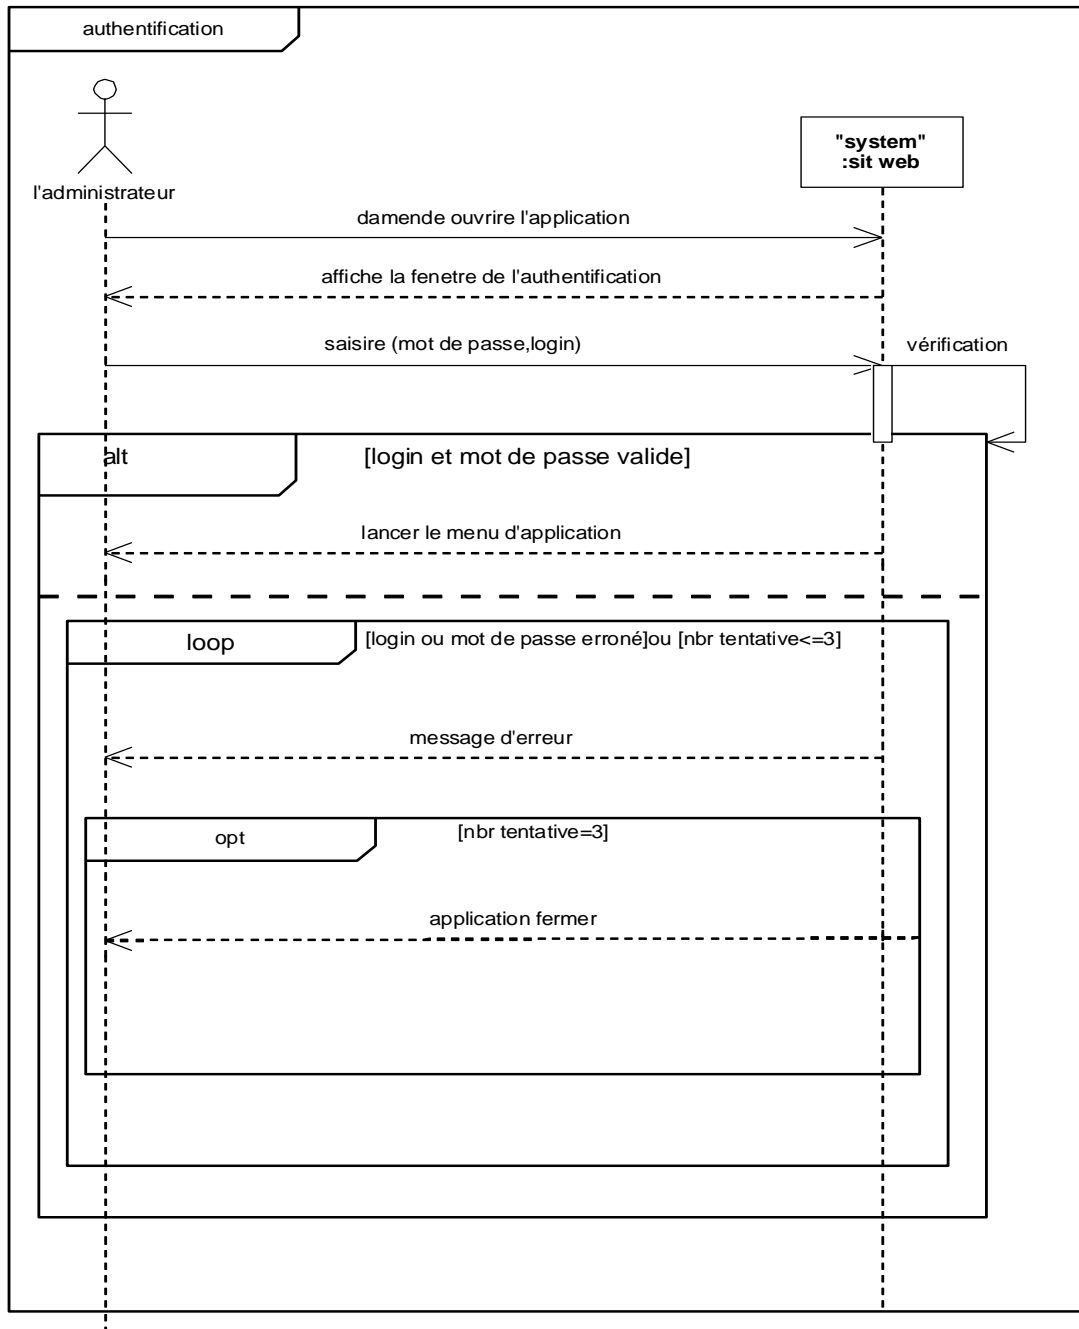 authentification
"system"
:sit web
l'administrateur
damende ouvrire l'application
affiche la fenetre de l'authentification
saisire (mot de passe,login)
vérification
alt
[login et mot de passe valide]
lancer le menu d'application
loop
[login ou mot de passe erroné]ou [nbr tentative<=3]
message d'erreur
opt
[nbr tentative=3]
application fermer